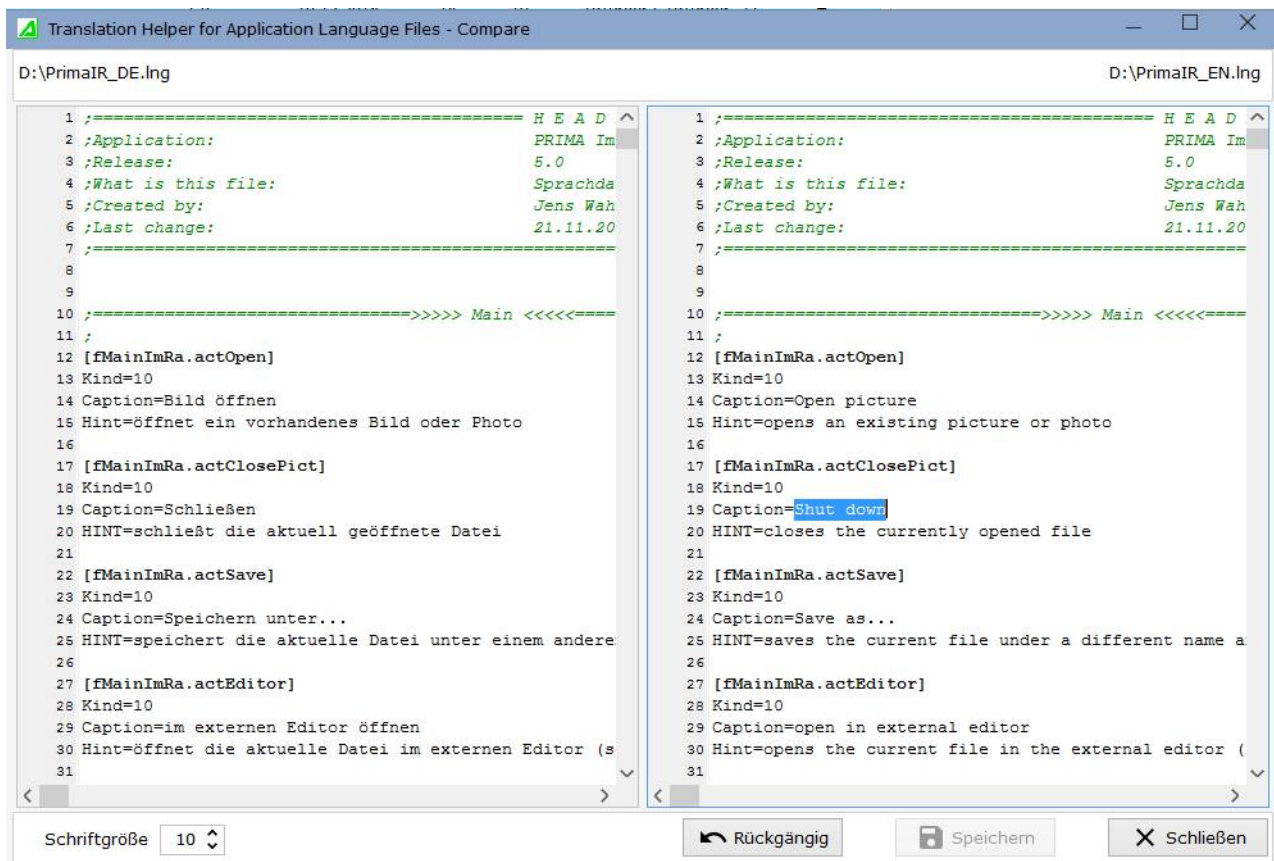 Translation Helper for Application Language Files - Compare
D:\PrimaIR_DE.lng
D:\PrimaIR_EN.lng
1 ;========================================== H E A D
2 ;Application: PRIMA Im
3 ;Release: 5.0
4 ;What is this file: Sprachda
5 ;Created by: Jens Wah
6 ;Last change: 21.11.20
7 ;===================================================
8
9
10 ;===============================>>>>> Main <<<<<====
11 ;
12 [fMainImRa.actOpen]
13 Kind=10
14 Caption=Bild öffnen
15 Hint=öffnet ein vorhandenes Bild oder Photo
16
17 [fMainImRa.actClosePict]
18 Kind=10
19 Caption=Schließen
20 HINT=schließt die aktuell geöffnete Datei
21
22 [fMainImRa.actSave]
23 Kind=10
24 Caption=Speichern unter...
25 HINT=speichert die aktuelle Datei unter einem andere
26
27 [fMainImRa.actEditor]
28 Kind=10
29 Caption=im externen Editor öffnen
30 Hint=öffnet die aktuelle Datei im externen Editor (s
31
1 ;========================================== H E A D
2 ;Application: PRIMA Im
3 ;Release: 5.0
4 ;What is this file: Sprachda
5 ;Created by: Jens Wah
6 ;Last change: 21.11.20
7 ;===================================================
8
9
10 ;===============================>>>>> Main <<<<<====
11 ;
12 [fMainImRa.actOpen]
13 Kind=10
14 Caption=Open picture
15 Hint=opens an existing picture or photo
16
17 [fMainImRa.actClosePict]
18 Kind=10
19 Caption=Shut down
20 HINT=closes the currently opened file
21
22 [fMainImRa.actSave]
23 Kind=10
24 Caption=Save as...
25 HINT=saves the current file under a different name a
26
27 [fMainImRa.actEditor]
28 Kind=10
29 Caption=open in external editor
30 Hint=opens the current file in the external editor (
31
Schriftgröße 10
Rückgängig
Speichern
Schließen